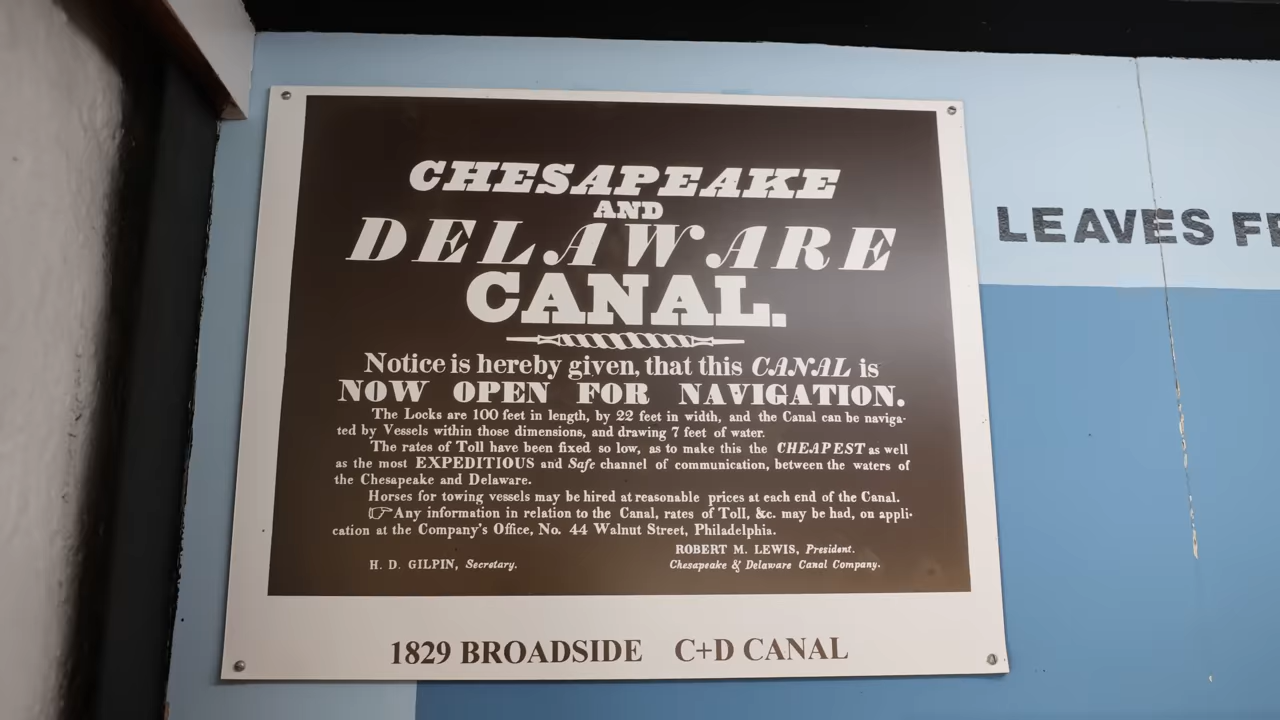 CHESAPEAKE
AND
DELAWARE
CANAL.
Notice is hereby given, that this CANAL is
NOW OPEN FOR NAVIGATION.
The Locks are 100 feet in length, by 22 feet in width, and the Canal can be naviga-
ted by Vessels within those dimensions, and drawing 7 feet of water.
The rates of Toll have been fixed so low, as to make this the CHEAPEST as well
as the most EXPEDITIOUS and Safe channel of communication, between the waters of
the Chesapeake and Delaware.
Horses for towing vessels may be hired at reasonable prices at each end of the Canal.
☞Any information in relation to the Canal, rates of Toll, &c. may be had, on appli-
cation at the Company's Office, No. 44 Walnut Street, Philadelphia.
ROBERT M. LEWIS, President.
H. D. GILPIN, Secretary.
Chesapeake & Delaware Canal Company.
1829 BROADSIDE C+D CANAL
LEAVES